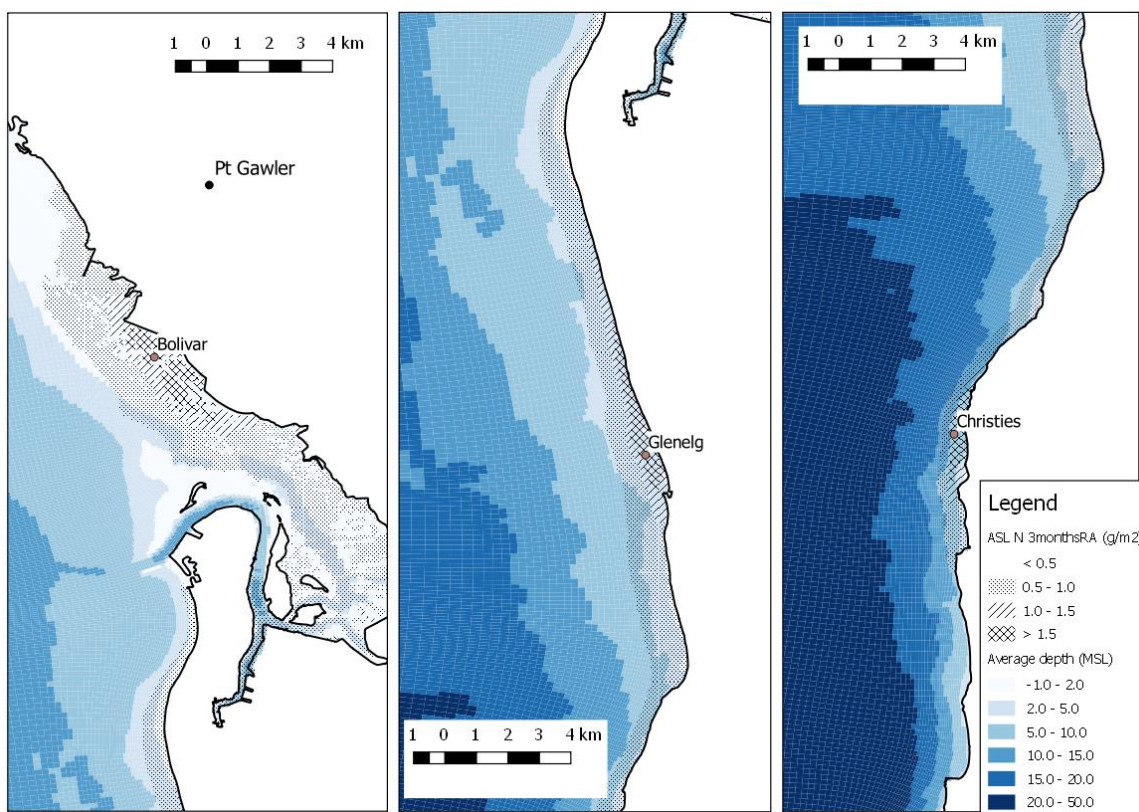 1 0 1 2 3 4 km
Pt Gawler
Bolivar
1 0 1 2 3 4 km
Glenelg
1 0 1 2 3 4 km
Christies
Legend
ASL N 3monthsRA (g/m2)
< 0.5
0.5 - 1.0
1.0 - 1.5
> 1.5
Average depth (MSL)
-1.0 - 2.0
2.0 - 5.0
5.0 - 10.0
10.0 - 15.0
15.0 - 20.0
20.0 - 50.0